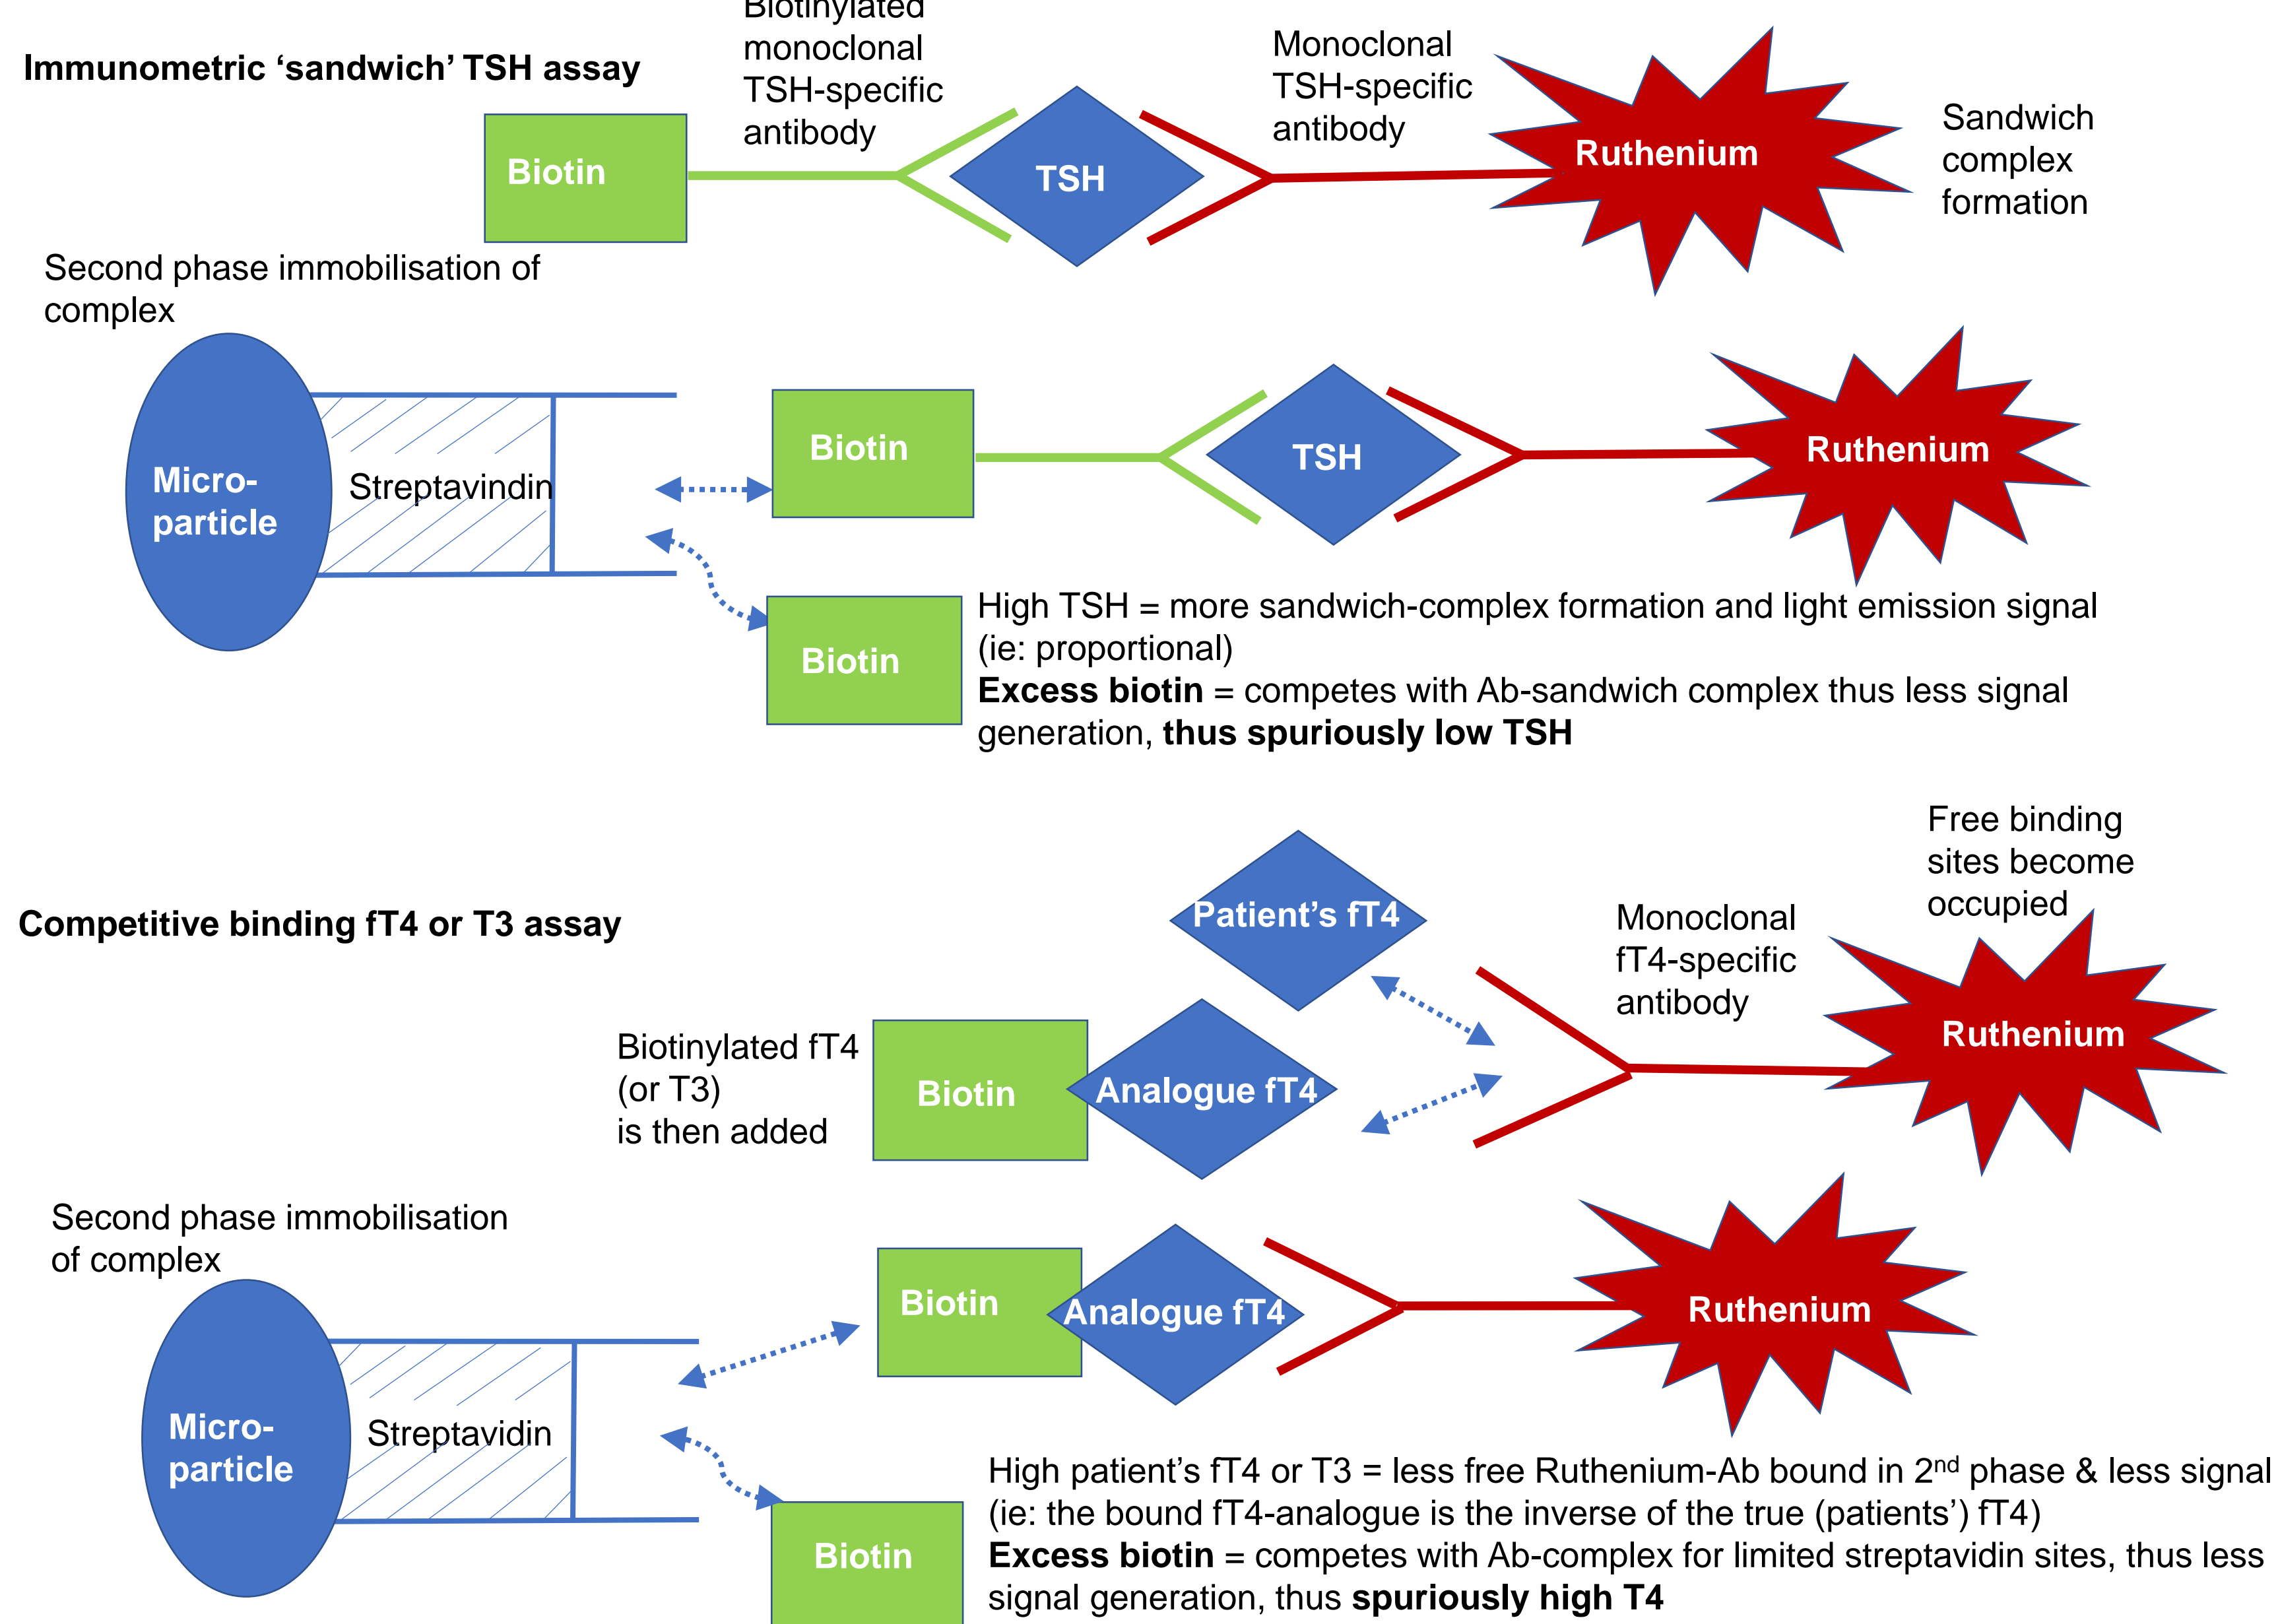 Biotinylated
monoclonal
TSH-specific
antibody
Immunometric ‘sandwich’ TSH assay
Monoclonal
TSH-specific
antibody
Biotin
TSH
Ruthenium
Sandwich
complex
formation
Second phase immobilisation of
complex
Micro-
particle
Streptavindin
Biotin
TSH
Ruthenium
Biotin
High TSH = more sandwich-complex formation and light emission signal
(ie: proportional)
Excess biotin = competes with Ab-sandwich complex thus less signal
generation, thus spuriously low TSH
Competitive binding fT4 or T3 assay
Patient’s fT4
Monoclonal
fT4-specific
antibody
Free binding
sites become
occupied
Biotinylated fT4
(or T3)
is then added
Biotin
Analogue fT4
Ruthenium
Second phase immobilisation
of complex
Micro-
particle
Streptavidin
Biotin
Analogue fT4
Ruthenium
Biotin
High patient’s fT4 or T3 = less free Ruthenium-Ab bound in 2nd phase & less signal
(ie: the bound fT4-analogue is the inverse of the true (patients’) fT4)
Excess biotin = competes with Ab-complex for limited streptavidin sites, thus less
signal generation, thus spuriously high T4